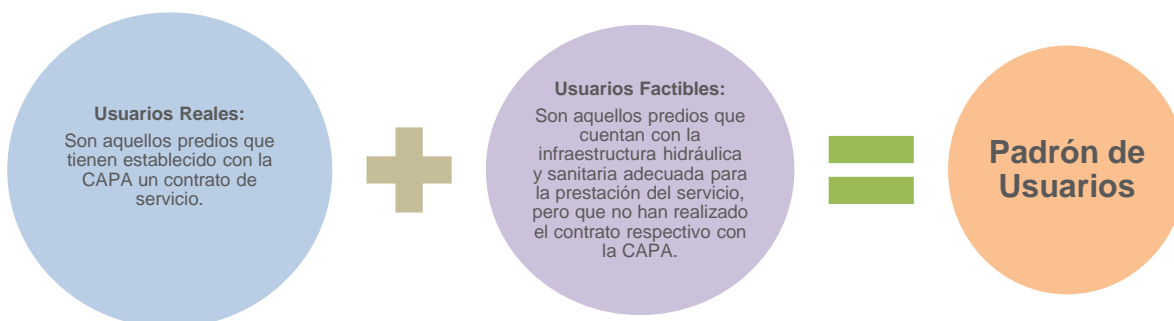 Usuarios Reales:
Son aquellos predios que
tienen establecido con la
CAPA un contrato de
servicio.
Usuarios Factibles:
Son aquellos predios que
cuentan con la
infraestructura hidráulica
y sanitaria adecuada para
la prestación del servicio,
pero que no han realizado
el contrato respectivo con
la CAPA.
Padrón de
Usuarios